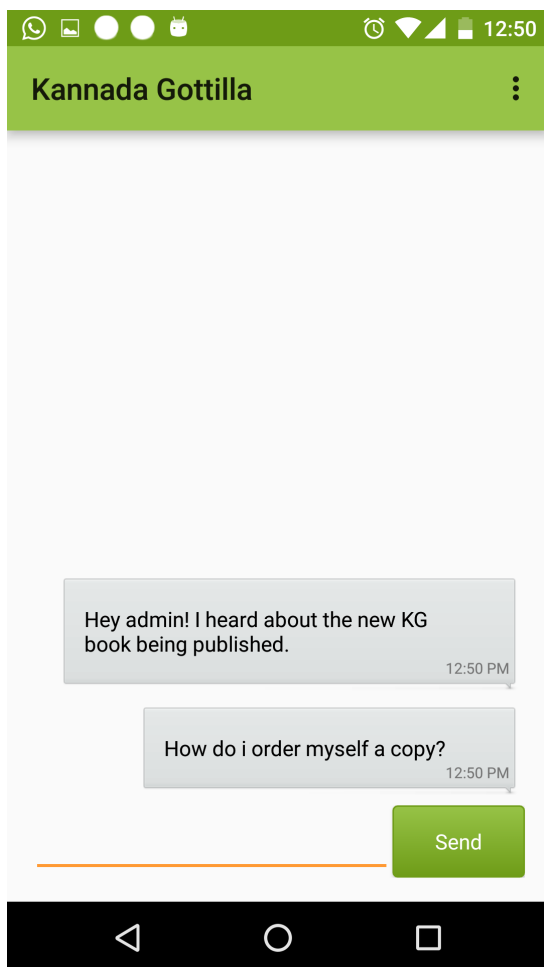 12:50
Kannada Gottilla
Hey admin! I heard about the new KG
book being published.
12:50 PM
How do i order myself a copy?
12:50 PM
Send